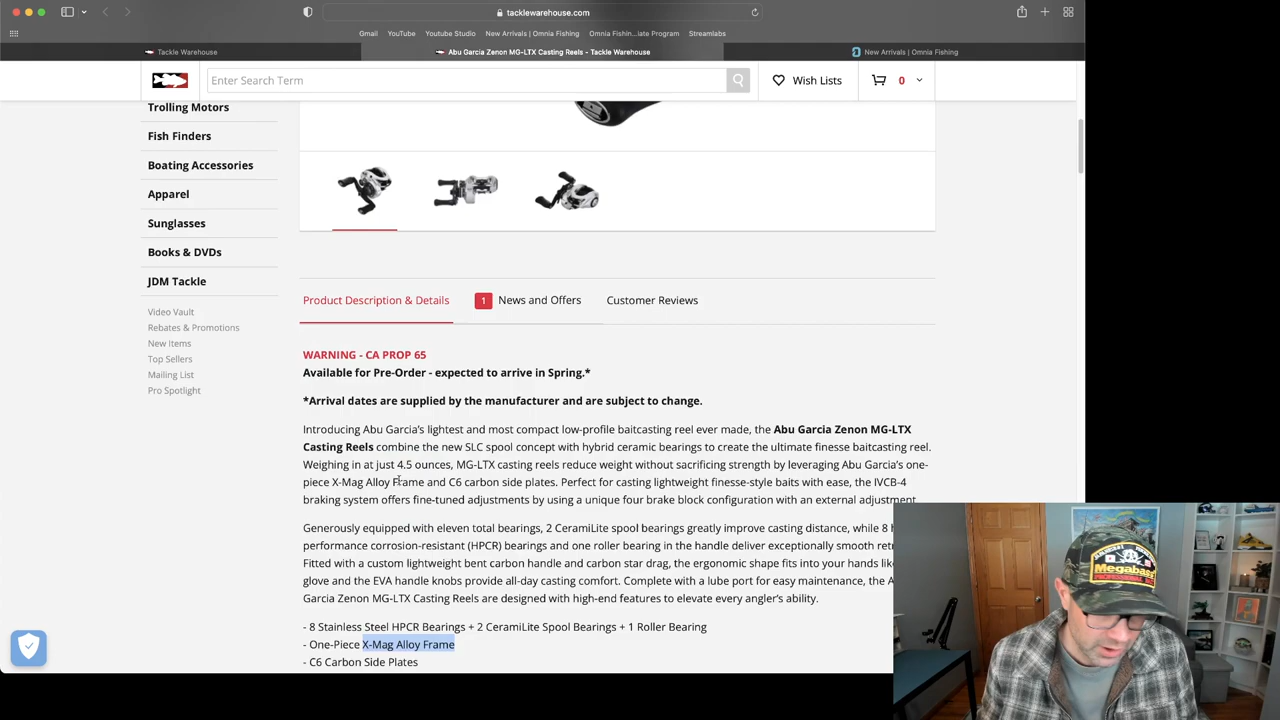 tacklewarehouse.com
Gmail YouTube YouTube Studio New Arrivals | Omnia Fishing Omnia Fishin...liate Program Streamlabs
Tackle Warehouse Abu Garcia Zenon MG-LTX Casting Reels - Tackle Warehouse New Arrivals | Omnia Fishing
Enter Search Term Wish Lists 0
Trolling Motors
Fish Finders
Boating Accessories
Apparel
Sunglasses
Books & DVDs
JDM Tackle
Video Vault
Rebates & Promotions
New Items
Top Sellers
Mailing List
Pro Spotlight
Product Description & Details 1 News and Offers Customer Reviews
WARNING - CA PROP 65
Available for Pre-Order - expected to arrive in Spring.*
*Arrival dates are supplied by the manufacturer and are subject to change.
Introducing Abu Garcia's lightest and most compact low-profile baitcasting reel ever made, the Abu Garcia Zenon MG-LTX
Casting Reels combine the new SLC spool concept with hybrid ceramic bearings to create the ultimate finesse baitcasting reel.
Weighing in at just 4.5 ounces, MG-LTX casting reels reduce weight without sacrificing strength by leveraging Abu Garcia's one-
piece X-Mag Alloy Frame and C6 carbon side plates. Perfect for casting lightweight finesse-style baits with ease, the IVCB-4
braking system offers fine-tuned adjustments by using a unique four brake block configuration with an external adjustment.
Generously equipped with eleven total bearings, 2 CeramiLite spool bearings greatly improve casting distance, while 8 h
performance corrosion-resistant (HPCR) bearings and one roller bearing in the handle deliver exceptionally smooth retr
Fitted with a custom lightweight bent carbon handle and carbon star drag, the ergonomic shape fits into your hands like
glove and the EVA handle knobs provide all-day casting comfort. Complete with a lube port for easy maintenance, the A
Garcia Zenon MG-LTX Casting Reels are designed with high-end features to elevate every angler's ability.
- 8 Stainless Steel HPCR Bearings + 2 CeramiLite Spool Bearings + 1 Roller Bearing
- One-Piece X-Mag Alloy Frame
- C6 Carbon Side Plates
Megabass